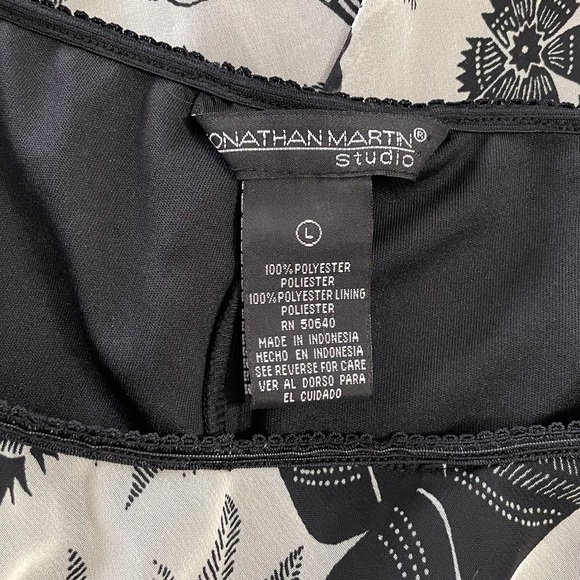 JONATHAN MARTIN®
studio
L
100% POLYESTER
POLIESTER
100% POLYESTER LINING
POLIESTER
RN 50640
MADE IN INDONESIA
HECHO EN INDONESIA
SEE REVERSE FOR CARE
VER AL DORSO PARA
EL CUIDADO